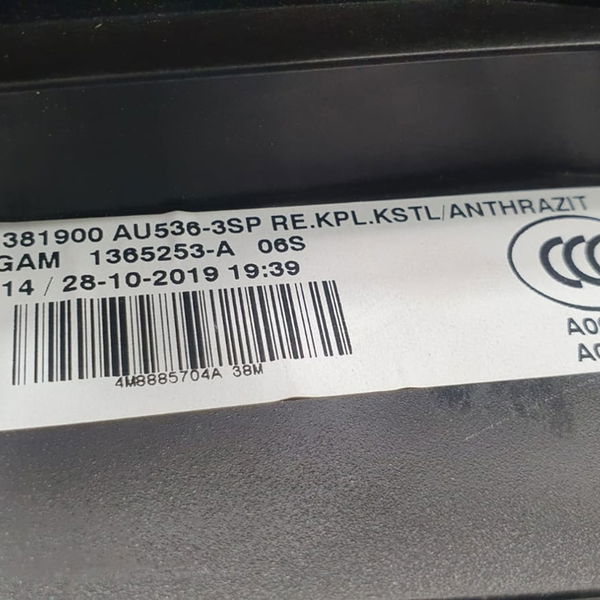 381900 AU536-3SP RE.KPL.KSTL/ANTHRAZIT
GAM 1365253-A 06S
14 / 28-10-2019 19:39
4M8885704A 38M